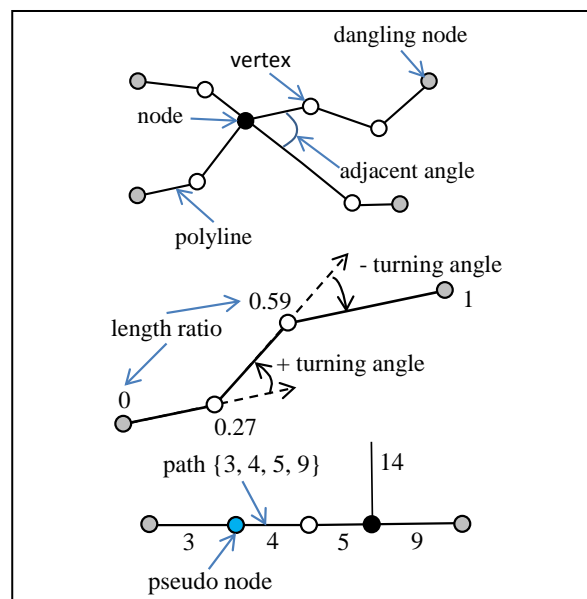 dangling node
vertex
node
adjacent angle
polyline
- turning angle
0.59
1
length ratio
+ turning angle
0
0.27
path {3, 4, 5, 9}
14
3
4
5
9
pseudo node